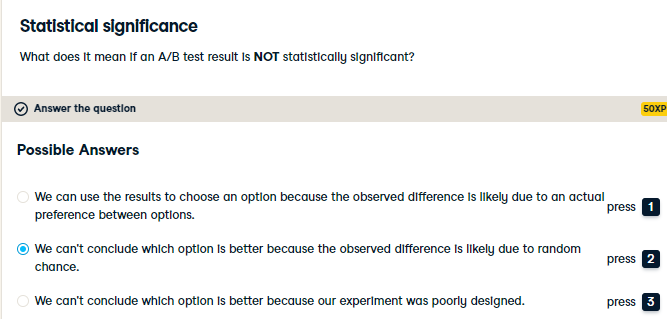 Statistical significance
What does it mean if an A/B test result is NOT statistically significant?
Answer the question
50XP
Possible Answers
We can use the results to choose an option because the observed difference is likely due to an actual
preference between options.
press 1
We can't conclude which option is better because the observed difference is likely due to random
chance.
press 2
We can't conclude which option is better because our experiment was poorly designed.
press 3